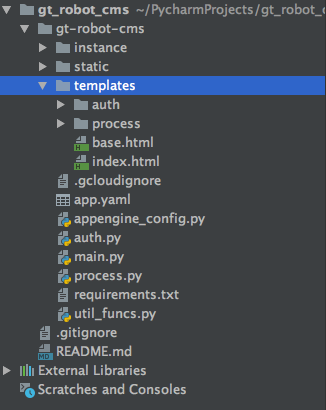 gt_robot_cms ~/PycharmProjects/gt_robot_
gt-robot-cms
instance
static
templates
auth
process
base.html
index.html
.gcloudignore
app.yaml
appengine_config.py
auth.py
main.py
process.py
requirements.txt
util_funcs.py
.gitignore
README.md
External Libraries
Scratches and Consoles